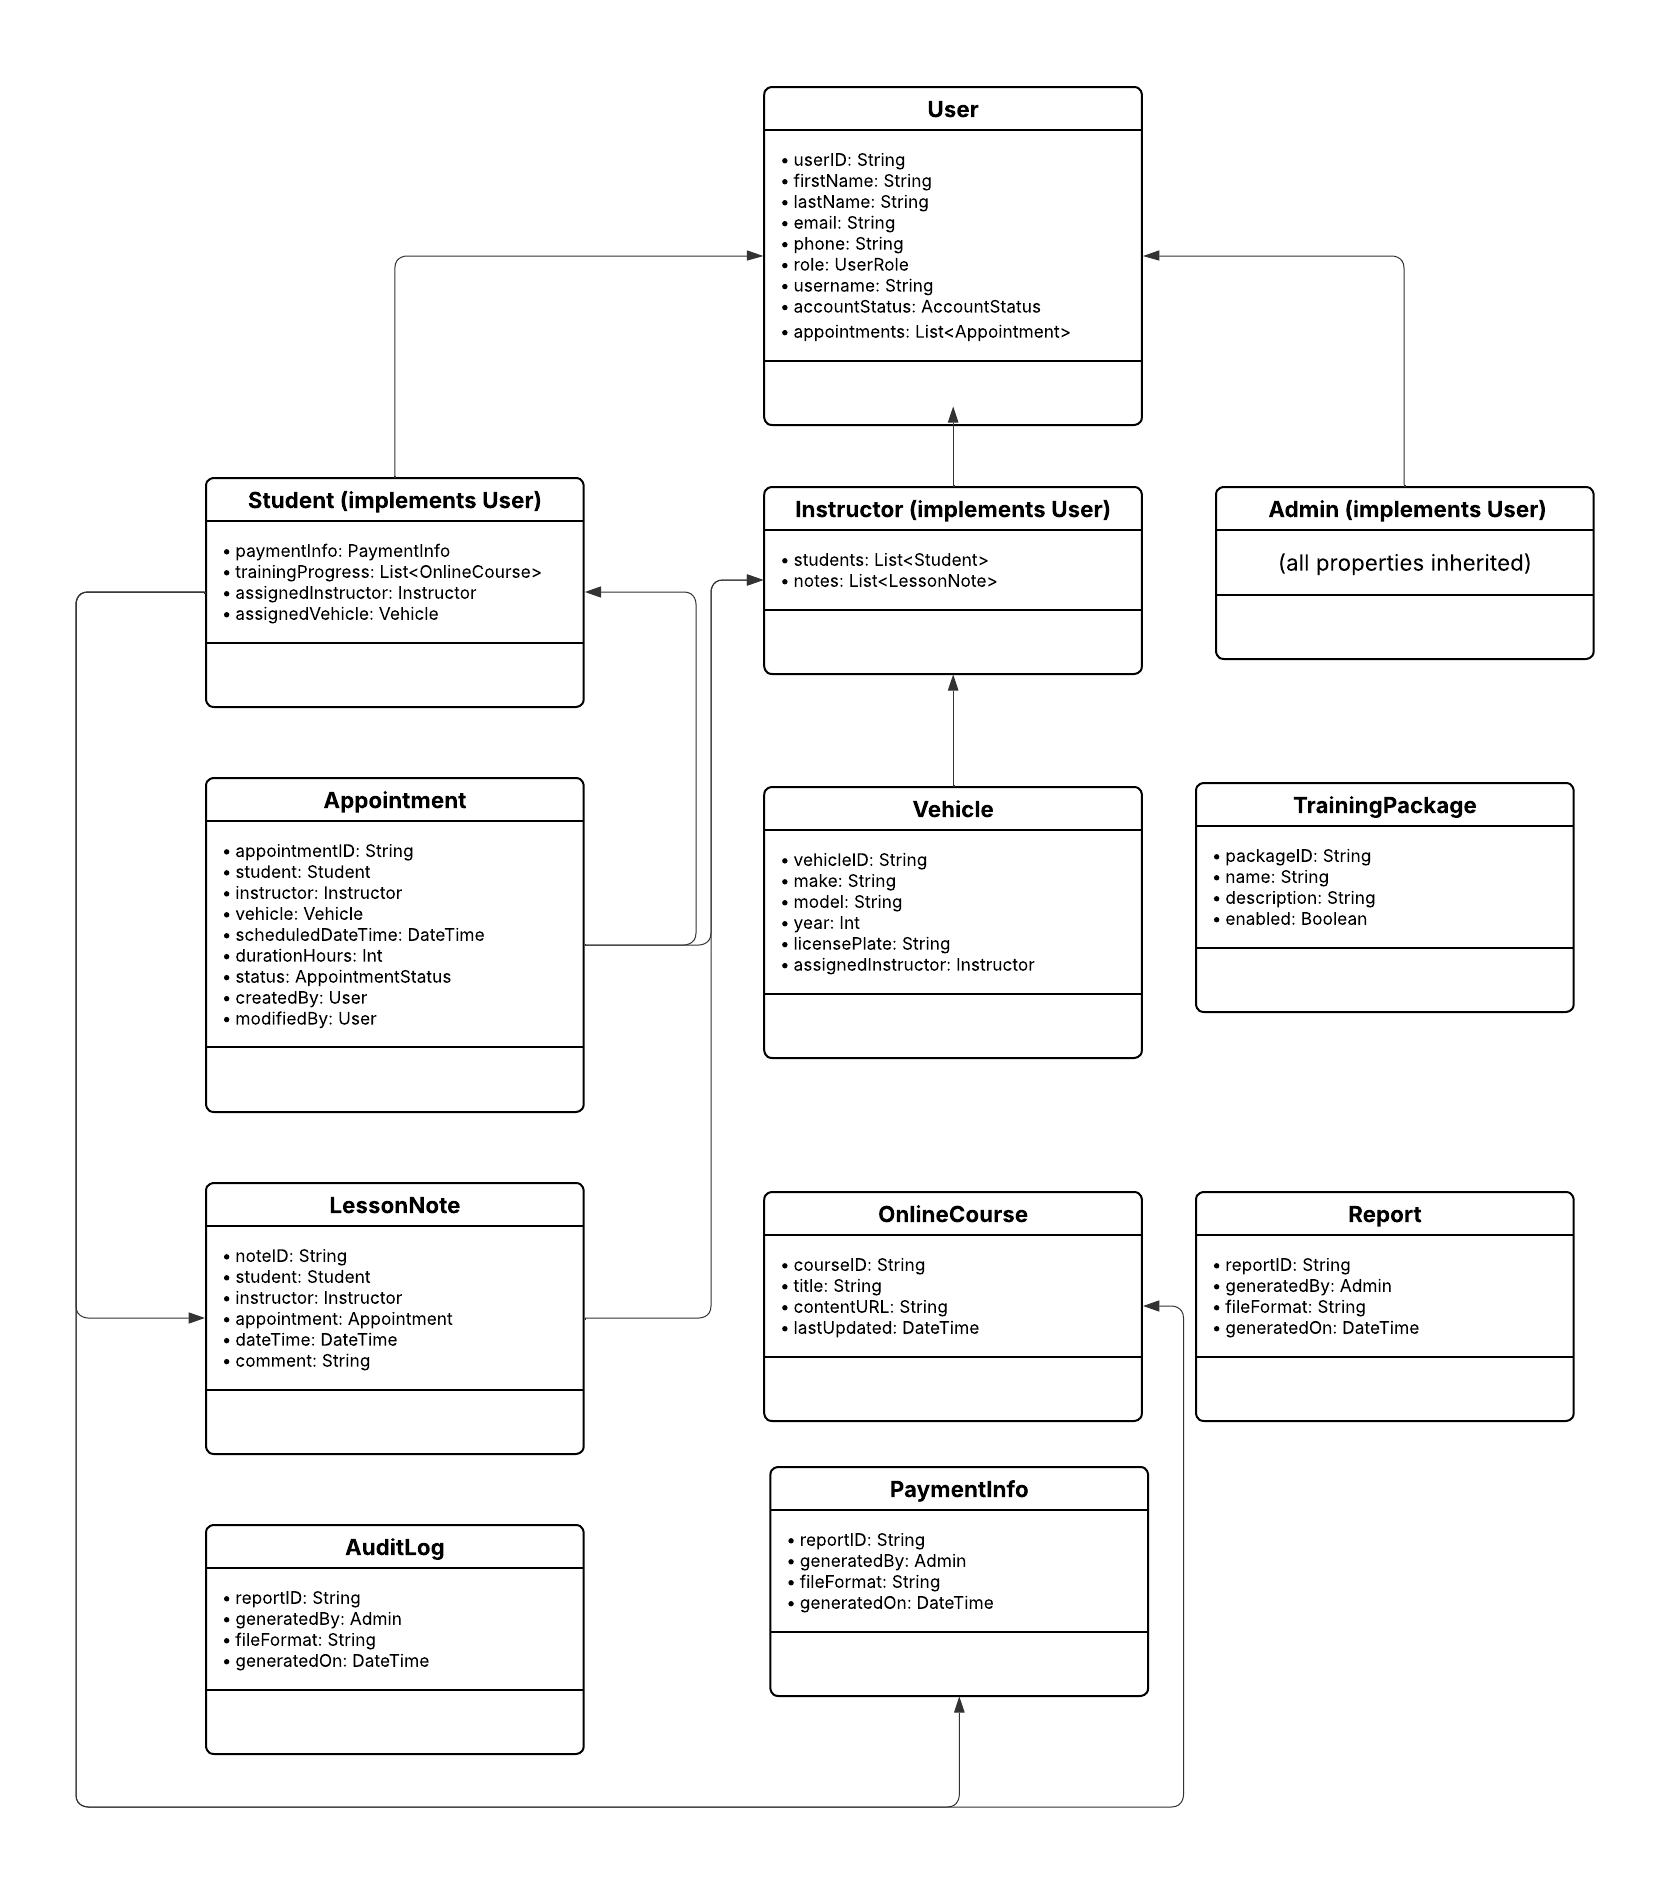 User
• userID: String
• firstName: String
• lastName: String
• email: String
• phone: String
• role: UserRole
• username: String
• accountStatus: AccountStatus
• appointments: List<Appointment>
Student (implements User)
• paymentInfo: PaymentInfo
• trainingProgress: List<OnlineCourse>
• assignedInstructor: Instructor
• assignedVehicle: Vehicle
Instructor (implements User)
• students: List<Student>
• notes: List<LessonNote>
Admin (implements User)
(all properties inherited)
Appointment
• appointmentID: String
• student: Student
• instructor: Instructor
• vehicle: Vehicle
• scheduledDateTime: DateTime
• durationHours: Int
• status: AppointmentStatus
• createdBy: User
• modifiedBy: User
Vehicle
• vehicleID: String
• make: String
• model: String
• year: Int
• licensePlate: String
• assignedInstructor: Instructor
TrainingPackage
• packageID: String
• name: String
• description: String
• enabled: Boolean
LessonNote
• noteID: String
• student: Student
• instructor: Instructor
• appointment: Appointment
• dateTime: DateTime
• comment: String
OnlineCourse
• courseID: String
• title: String
• contentURL: String
• lastUpdated: DateTime
Report
• reportID: String
• generatedBy: Admin
• fileFormat: String
• generatedOn: DateTime
PaymentInfo
• reportID: String
• generatedBy: Admin
• fileFormat: String
• generatedOn: DateTime
AuditLog
• reportID: String
• generatedBy: Admin
• fileFormat: String
• generatedOn: DateTime